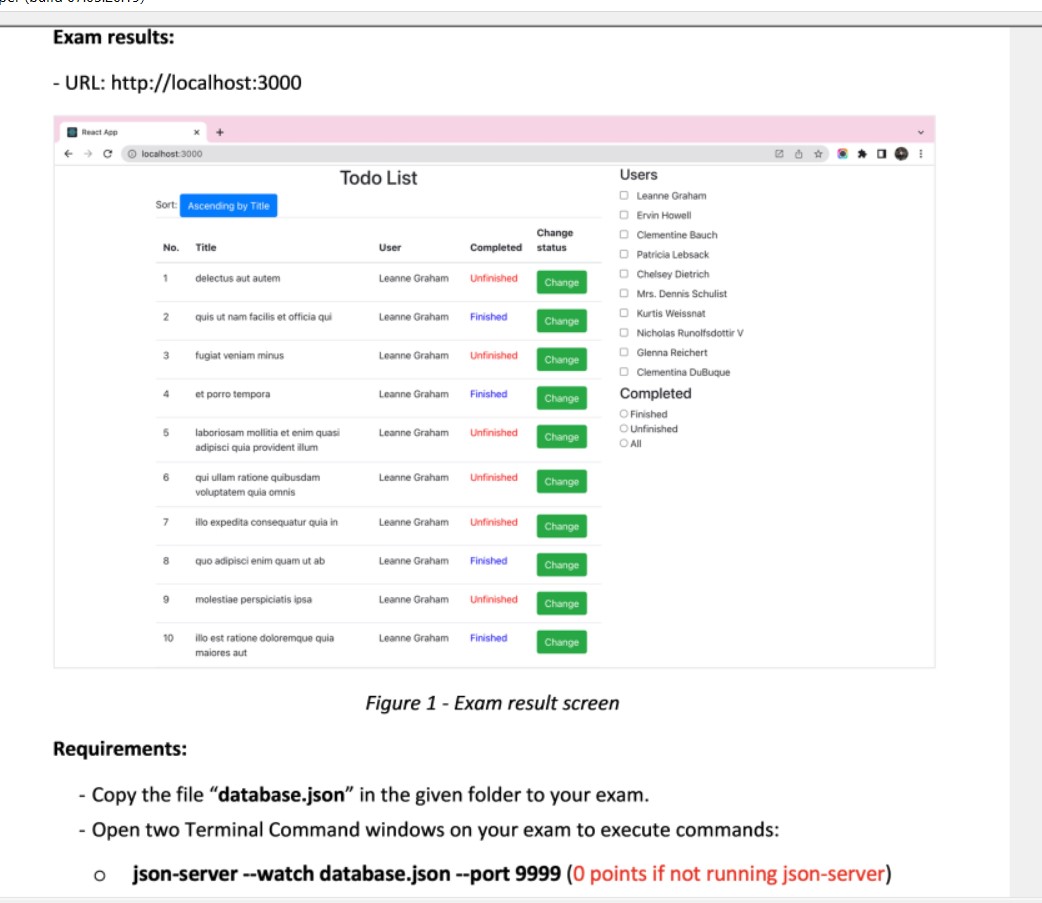 per (build 07.05.20.19)
Exam results:
- URL: http://localhost:3000
React App
localhost:3000
Todo List
Sort: Ascending by Title
No. Title User Completed Change status
1 delectus aut autem Leanne Graham Unfinished Change
2 quis ut nam facilis et officia qui Leanne Graham Finished Change
3 fugiat veniam minus Leanne Graham Unfinished Change
4 et porro tempora Leanne Graham Finished Change
5 laboriosam mollitia et enim quasi Leanne Graham Unfinished Change
adipisci quia provident illum
6 qui ullam ratione quibusdam Leanne Graham Unfinished Change
voluptatem quia omnis
7 illo expedita consequatur quia in Leanne Graham Unfinished Change
8 quo adipisci enim quam ut ab Leanne Graham Finished Change
9 molestiae perspiciatis ipsa Leanne Graham Unfinished Change
10 illo est ratione doloremque quia Leanne Graham Finished Change
maiores aut
Users
Leanne Graham
Ervin Howell
Clementine Bauch
Patricia Lebsack
Chelsey Dietrich
Mrs. Dennis Schulist
Kurtis Weissnat
Nicholas Runolfsdottir V
Glenna Reichert
Clementina DuBuque
Completed
Finished
Unfinished
All
Figure 1 - Exam result screen
Requirements:
- Copy the file “database.json” in the given folder to your exam.
- Open two Terminal Command windows on your exam to execute commands:
o json-server --watch database.json --port 9999 (0 points if not running json-server)